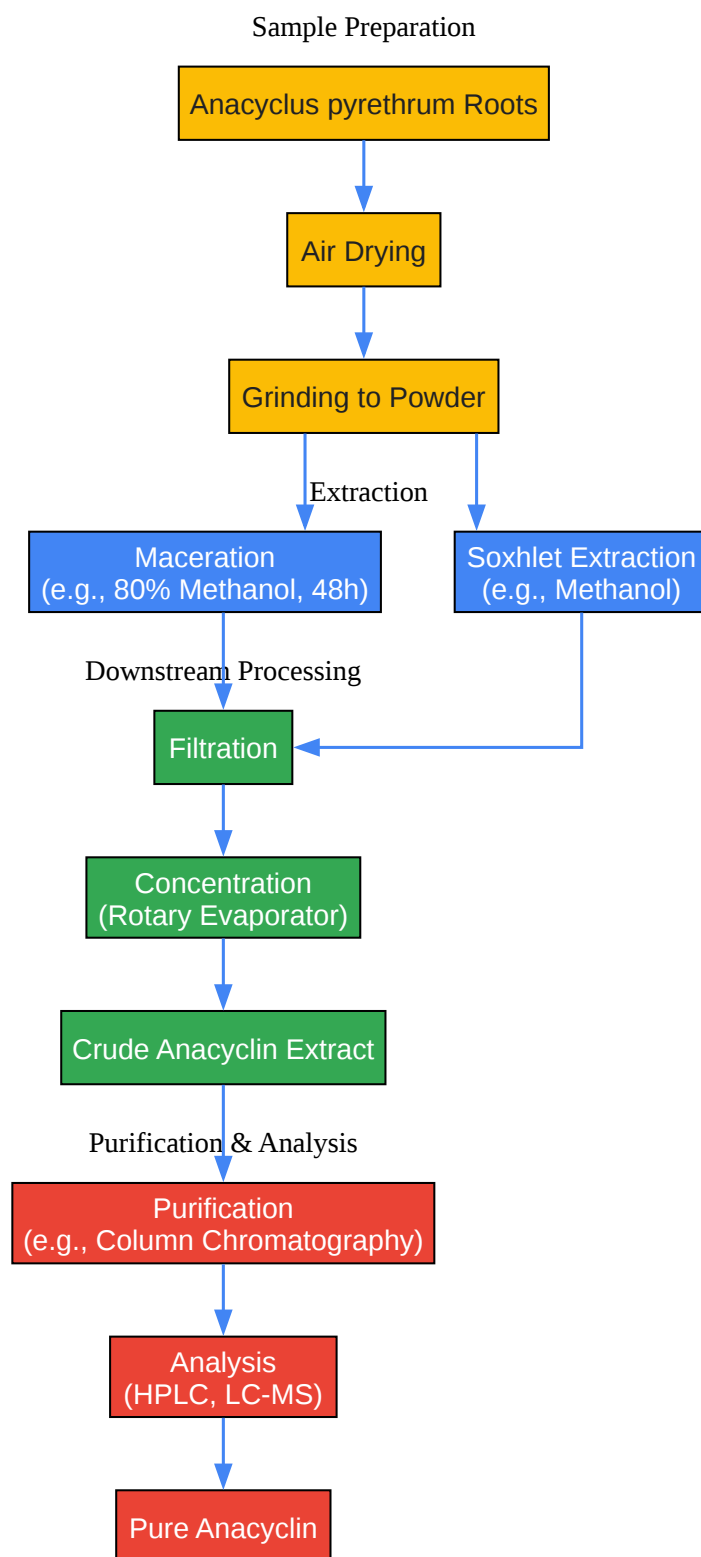 Sample Preparation
Anacyclus pyrethrum Roots
Air Drying
Grinding to Powder
Extraction
Maceration
(e.g., 80% Methanol, 48h)
Soxhlet Extraction
(e.g., Methanol)
Downstream Processing
Filtration
Concentration
(Rotary Evaporator)
Crude Anacyclin Extract
Purification & Analysis
Purification
(e.g., Column Chromatography)
Analysis
(HPLC, LC-MS)
Pure Anacyclin